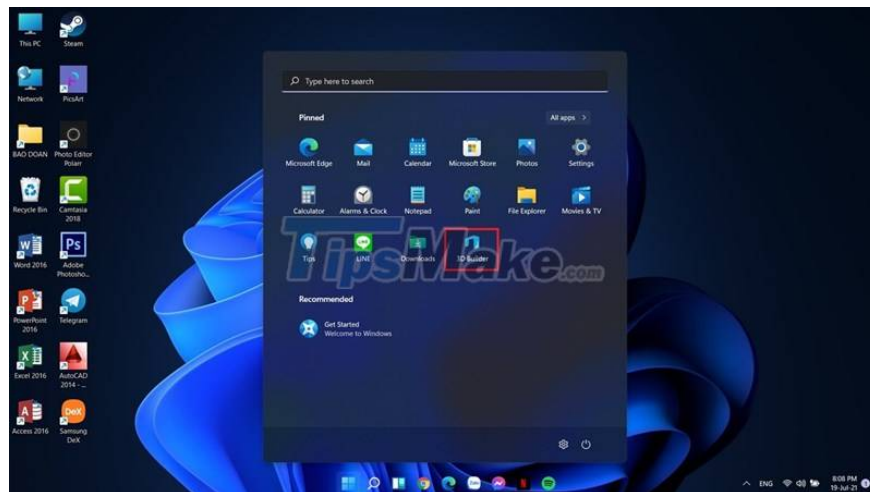 This PC
Steam
Network
PicsArt
BAO DOAN
Photo Editor
Polarr
Recycle Bin
Camtasia
2018
Word 2016
Adobe
Photosho...
PowerPoint
2016
Telegram
Excel 2016
AutoCAD
2014 - ...
Access 2016
Samsung
DeX
Type here to search
Pinned
All apps >
Microsoft Edge
Mail
Calendar
Microsoft Store
Photos
Settings
Calculator
Alarms & Clock
Notepad
Paint
File Explorer
Movies & TV
Tips
LINE
Downloads
3D Builder
TipsMake.com
Recommended
Get Started
Welcome to Windows
ENG
8:08 PM
19-Jul-21